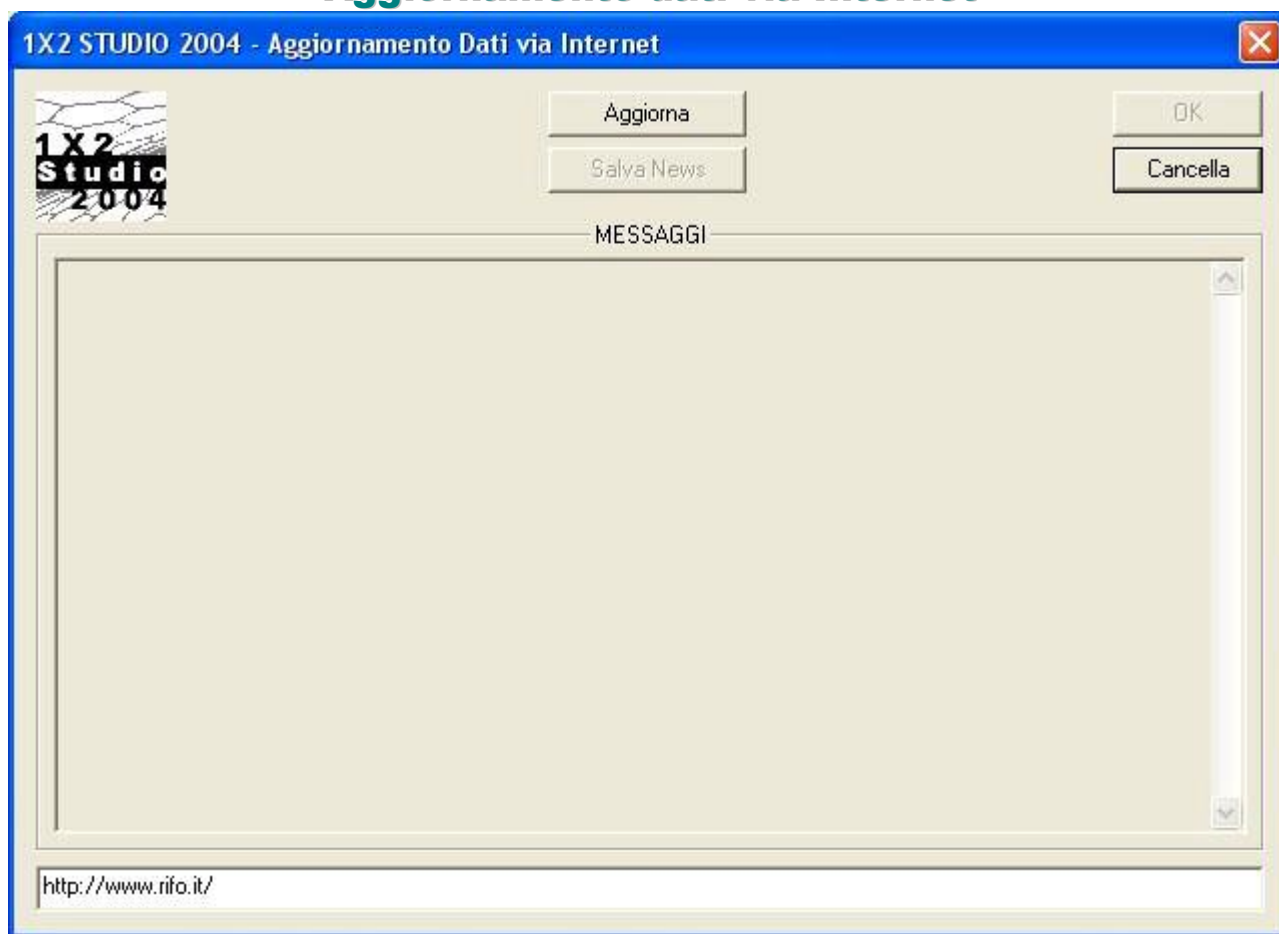 1X2 STUDIO 2004 - Aggiornamento Dati via Internet
1X2
Studio
2004
Aggiorna
OK
Salva News
Cancella
MESSAGGI
http://www.rifo.it/